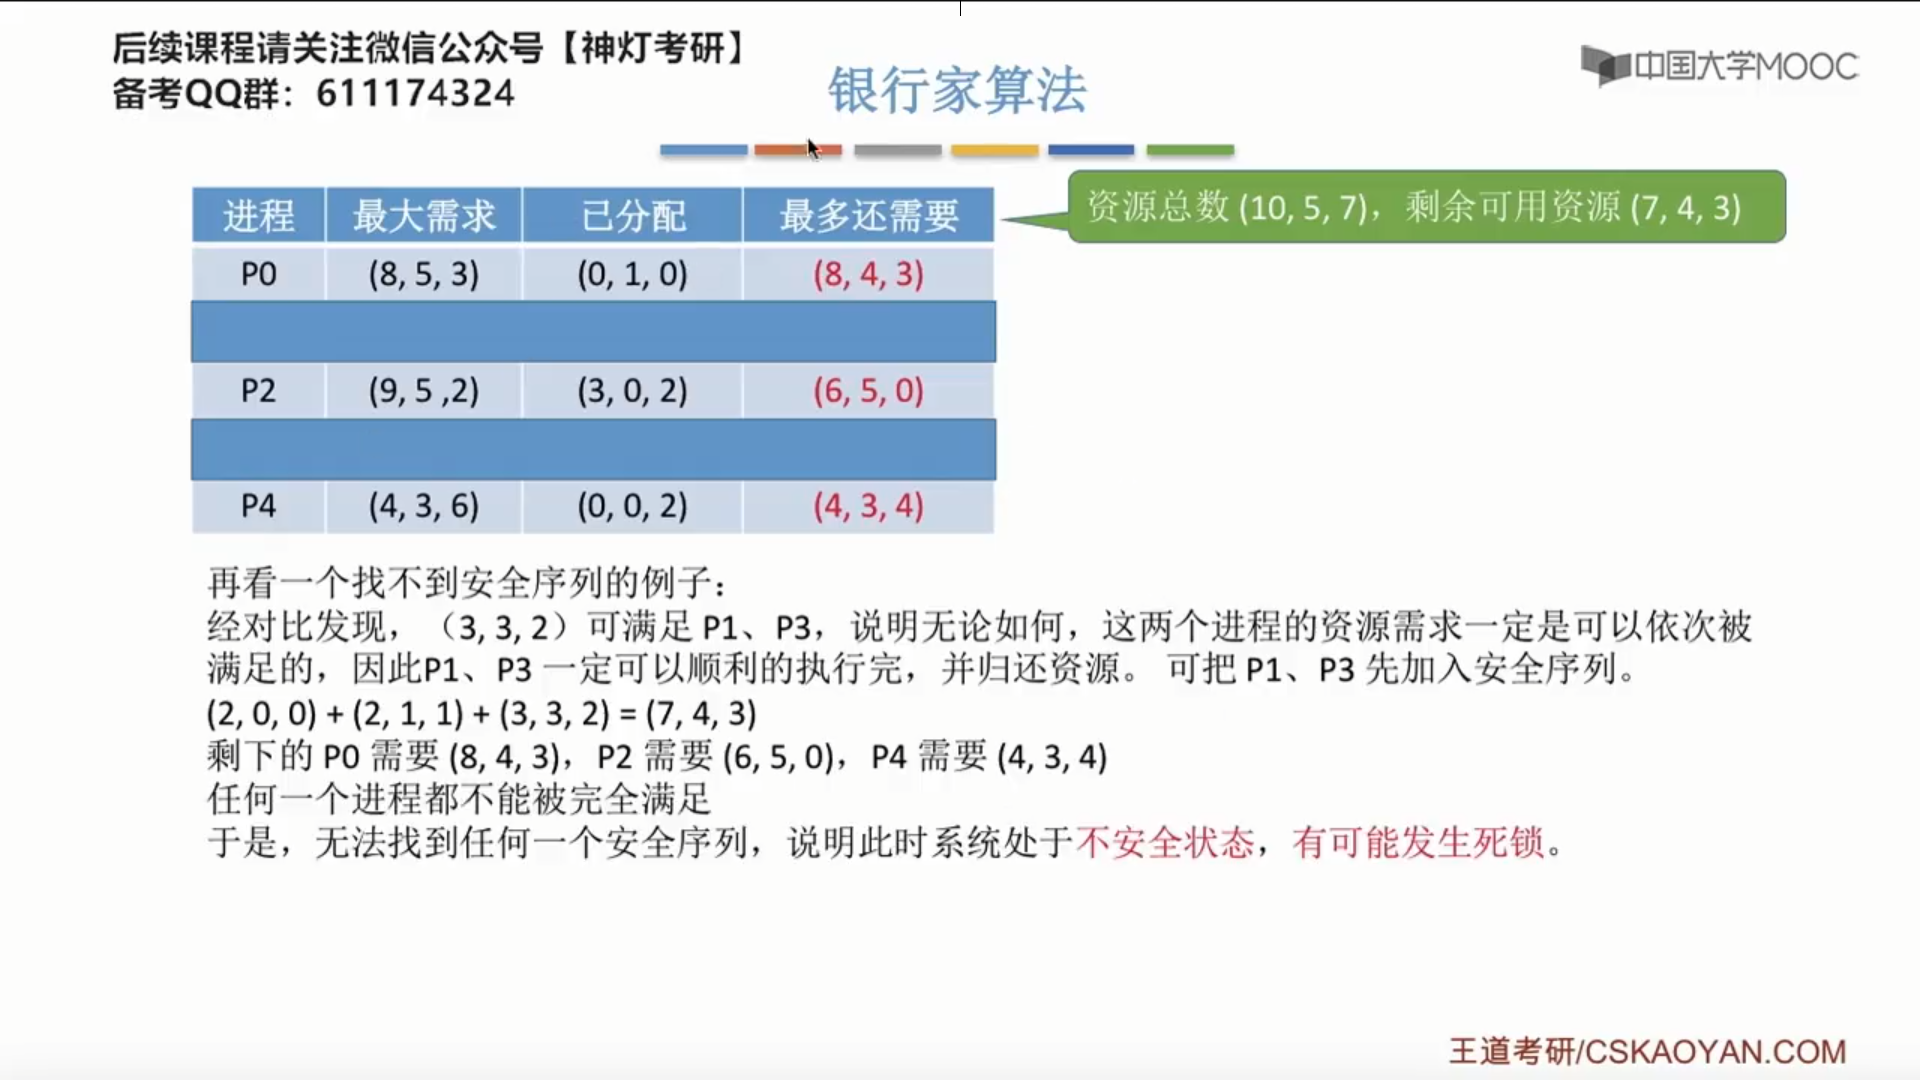 后续课程请关注微信公众号【神灯考研】
备考QQ群：611174324
中国大学MOOC
银行家算法
资源总数 (10, 5, 7)，剩余可用资源 (7, 4, 3)
进程 最大需求 已分配 最多还需要
P0 (8, 5, 3) (0, 1, 0) (8, 4, 3)
P2 (9, 5 ,2) (3, 0, 2) (6, 5, 0)
P4 (4, 3, 6) (0, 0, 2) (4, 3, 4)
再看一个找不到安全序列的例子：
经对比发现，（3, 3, 2）可满足 P1、P3，说明无论如何，这两个进程的资源需求一定是可以依次被
满足的，因此P1、P3 一定可以顺利的执行完，并归还资源。 可把 P1、P3 先加入安全序列。
(2, 0, 0) + (2, 1, 1) + (3, 3, 2) = (7, 4, 3)
剩下的 P0 需要 (8, 4, 3)，P2 需要 (6, 5, 0)，P4 需要 (4, 3, 4)
任何一个进程都不能被完全满足
于是，无法找到任何一个安全序列，说明此时系统处于不安全状态，有可能发生死锁。
王道考研/CSKAOYAN.COM